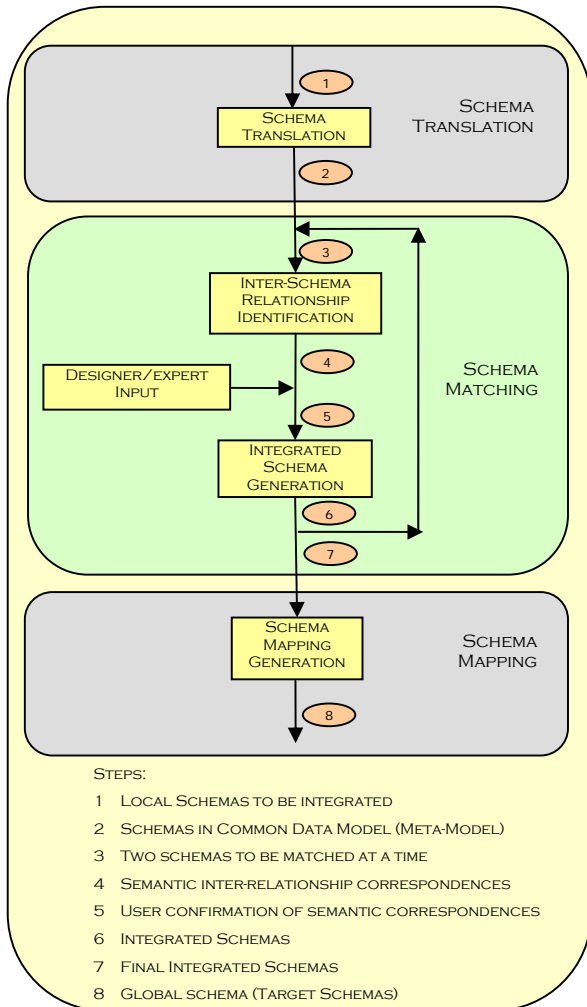 1
SCHEMA
TRANSLATION
SCHEMA
TRANSLATION
2
3
INTER-SCHEMA
RELATIONSHIP
IDENTIFICATION
4
DESIGNER/EXPERT
INPUT
SCHEMA
MATCHING
5
INTEGRATED
SCHEMA
GENERATION
6
7
SCHEMA
MAPPING
GENERATION
SCHEMA
MAPPING
8
STEPS:
1 LOCAL SCHEMAS TO BE INTEGRATED
2 SCHEMAS IN COMMON DATA MODEL (META-MODEL)
3 TWO SCHEMAS TO BE MATCHED AT A TIME
4 SEMANTIC INTER-RELATIONSHIP CORRESPONDENCES
5 USER CONFIRMATION OF SEMANTIC CORRESPONDENCES
6 INTEGRATED SCHEMAS
7 FINAL INTEGRATED SCHEMAS
8 GLOBAL SCHEMA (TARGET SCHEMAS)